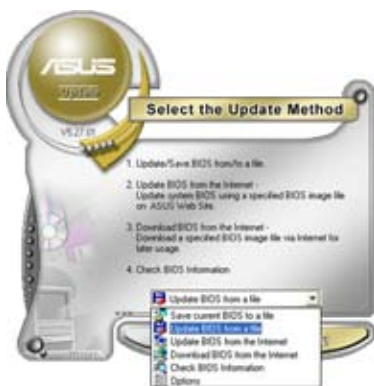 ASUS
Update
V5.27.01
Select the Update Method
1. Update/Save BIOS from/to a file.
2. Update BIOS from the Internet -
Update system BIOS using a specified BIOS image file
on ASUS Web Site.
3. Download BIOS from the Internet -
Download a specified BIOS image file via Internet for
later usage.
4. Check BIOS Information
Update BIOS from a file
Save current BIOS to a file
Update BIOS from a file
Update BIOS from the Internet
Download BIOS from the Internet
Check BIOS Information
Options